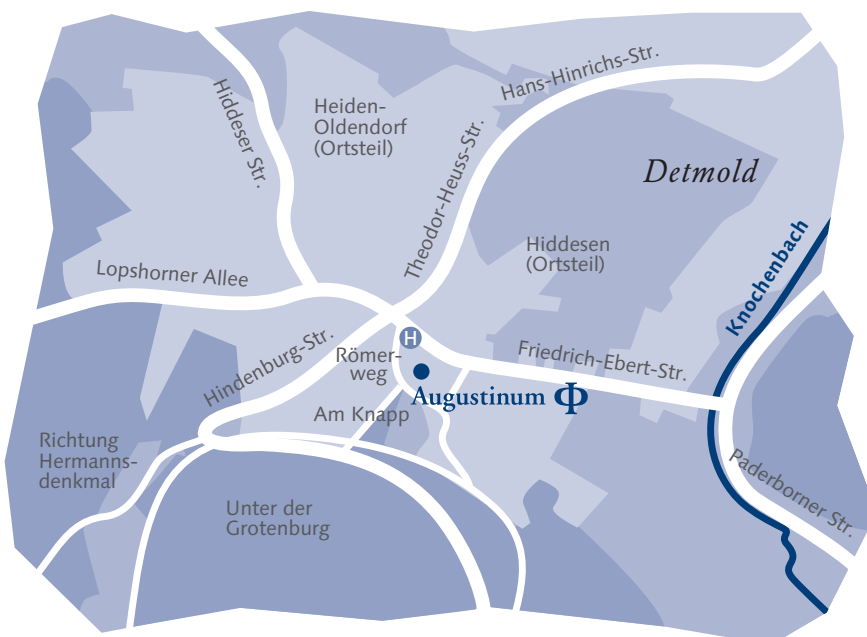 Hans-Hinrichs-Str.
Hiddeser Str.
Heiden-
Oldendorf
(Ortsteil)
Theodor-Heuss-Str.
Detmold
Hiddesen
(Ortsteil)
Knochenbach
Lopshorner Allee
H
Hindenburg-Str.
Römer-
weg
Friedrich-Ebert-Str.
Augustinum Φ
Am Knapp
Richtung
Hermanns-
denkmal
Paderborner Str.
Unter der
Grotenburg